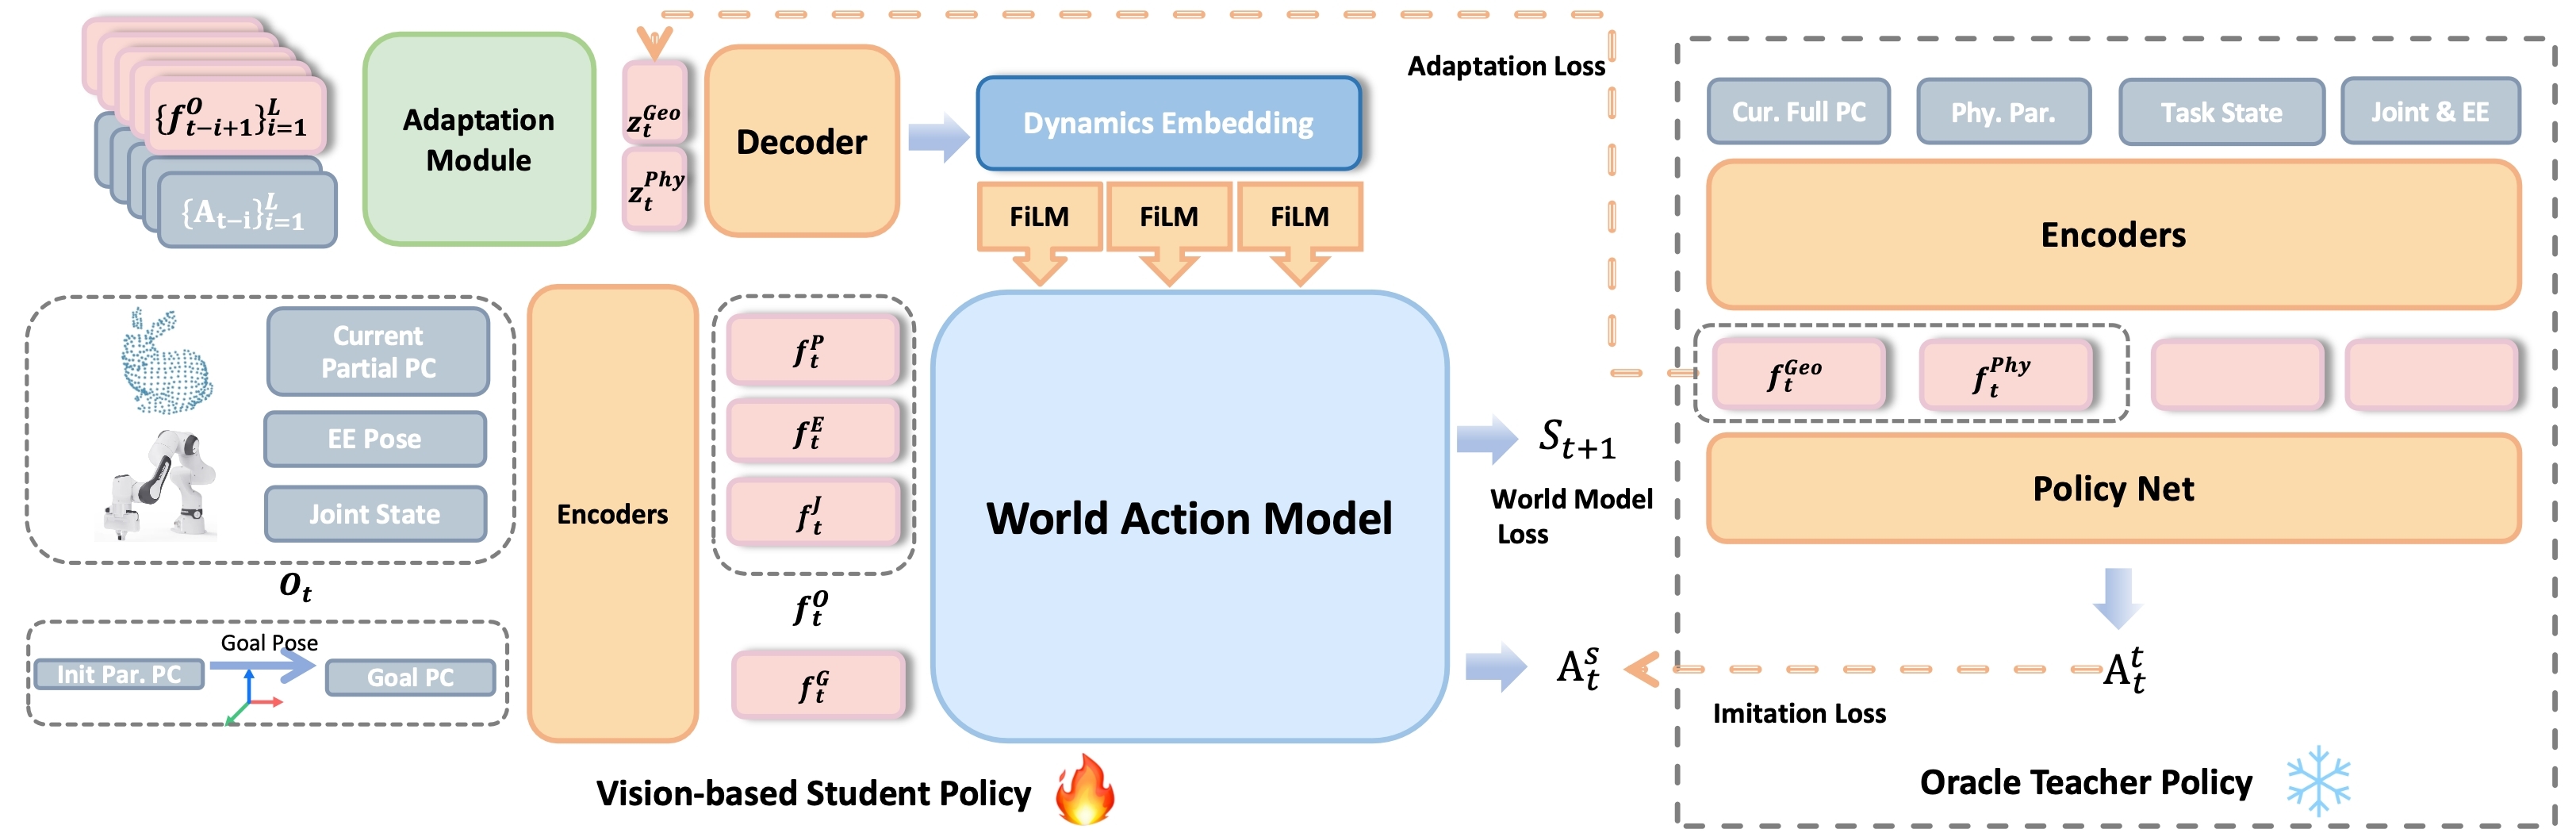 {f^O_{t-i+1}}^L_{i=1}
{A_{t-i}}^L_{i=1}
Adaptation
Module
z_t^{Geo}
z_t^{Phy}
Decoder
Dynamics Embedding
FiLM
FiLM
FiLM
Adaptation Loss
Current
Partial PC
EE Pose
Joint State
O_t
Goal Pose
Init Par. PC
Goal PC
Encoders
f_t^P
f_t^E
f_t^J
f_t^O
f_t^G
World Action Model
S_{t+1}
World Model
Loss
A_t^s
Imitation Loss
Vision-based Student Policy
Cur. Full PC
Phy. Par.
Task State
Joint & EE
Encoders
f_t^{Geo}
f_t^{Phy}
Policy Net
A_t^t
Oracle Teacher Policy